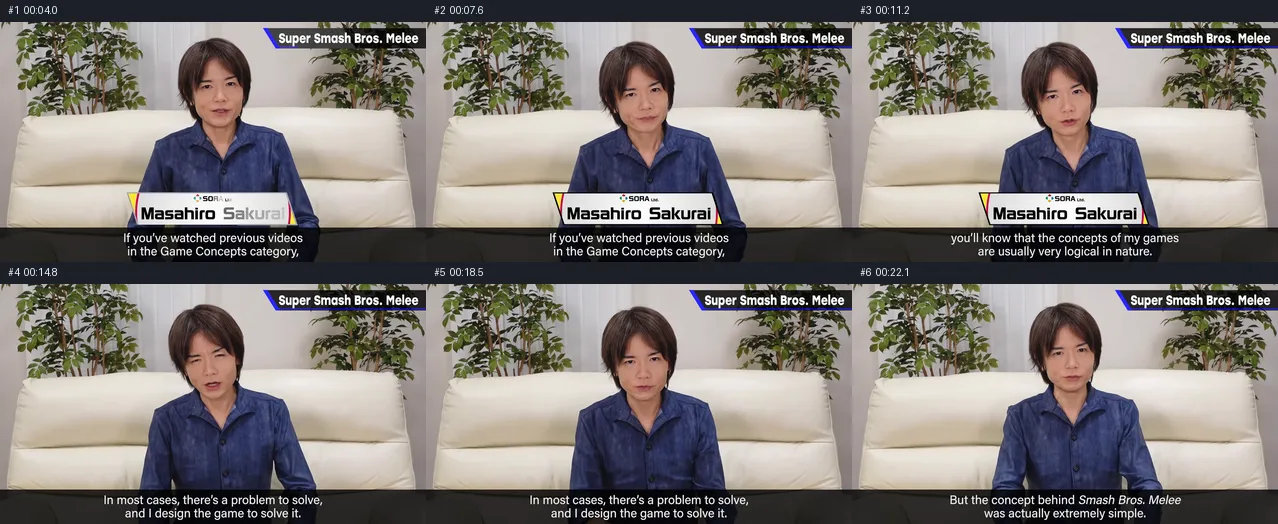 #1 00:04.0
Super Smash Bros. Melee
SORA Ltd.
Masahiro Sakurai
If you've watched previous videos
in the Game Concepts category,
#2 00:07.6
Super Smash Bros. Melee
SORA Ltd.
Masahiro Sakurai
If you've watched previous videos
in the Game Concepts category,
#3 00:11.2
Super Smash Bros. Melee
SORA Ltd.
Masahiro Sakurai
you'll know that the concepts of my games
are usually very logical in nature.
#4 00:14.8
Super Smash Bros. Melee
In most cases, there's a problem to solve,
and I design the game to solve it.
#5 00:18.5
Super Smash Bros. Melee
In most cases, there's a problem to solve,
and I design the game to solve it.
#6 00:22.1
Super Smash Bros. Melee
But the concept behind Smash Bros. Melee
was actually extremely simple.